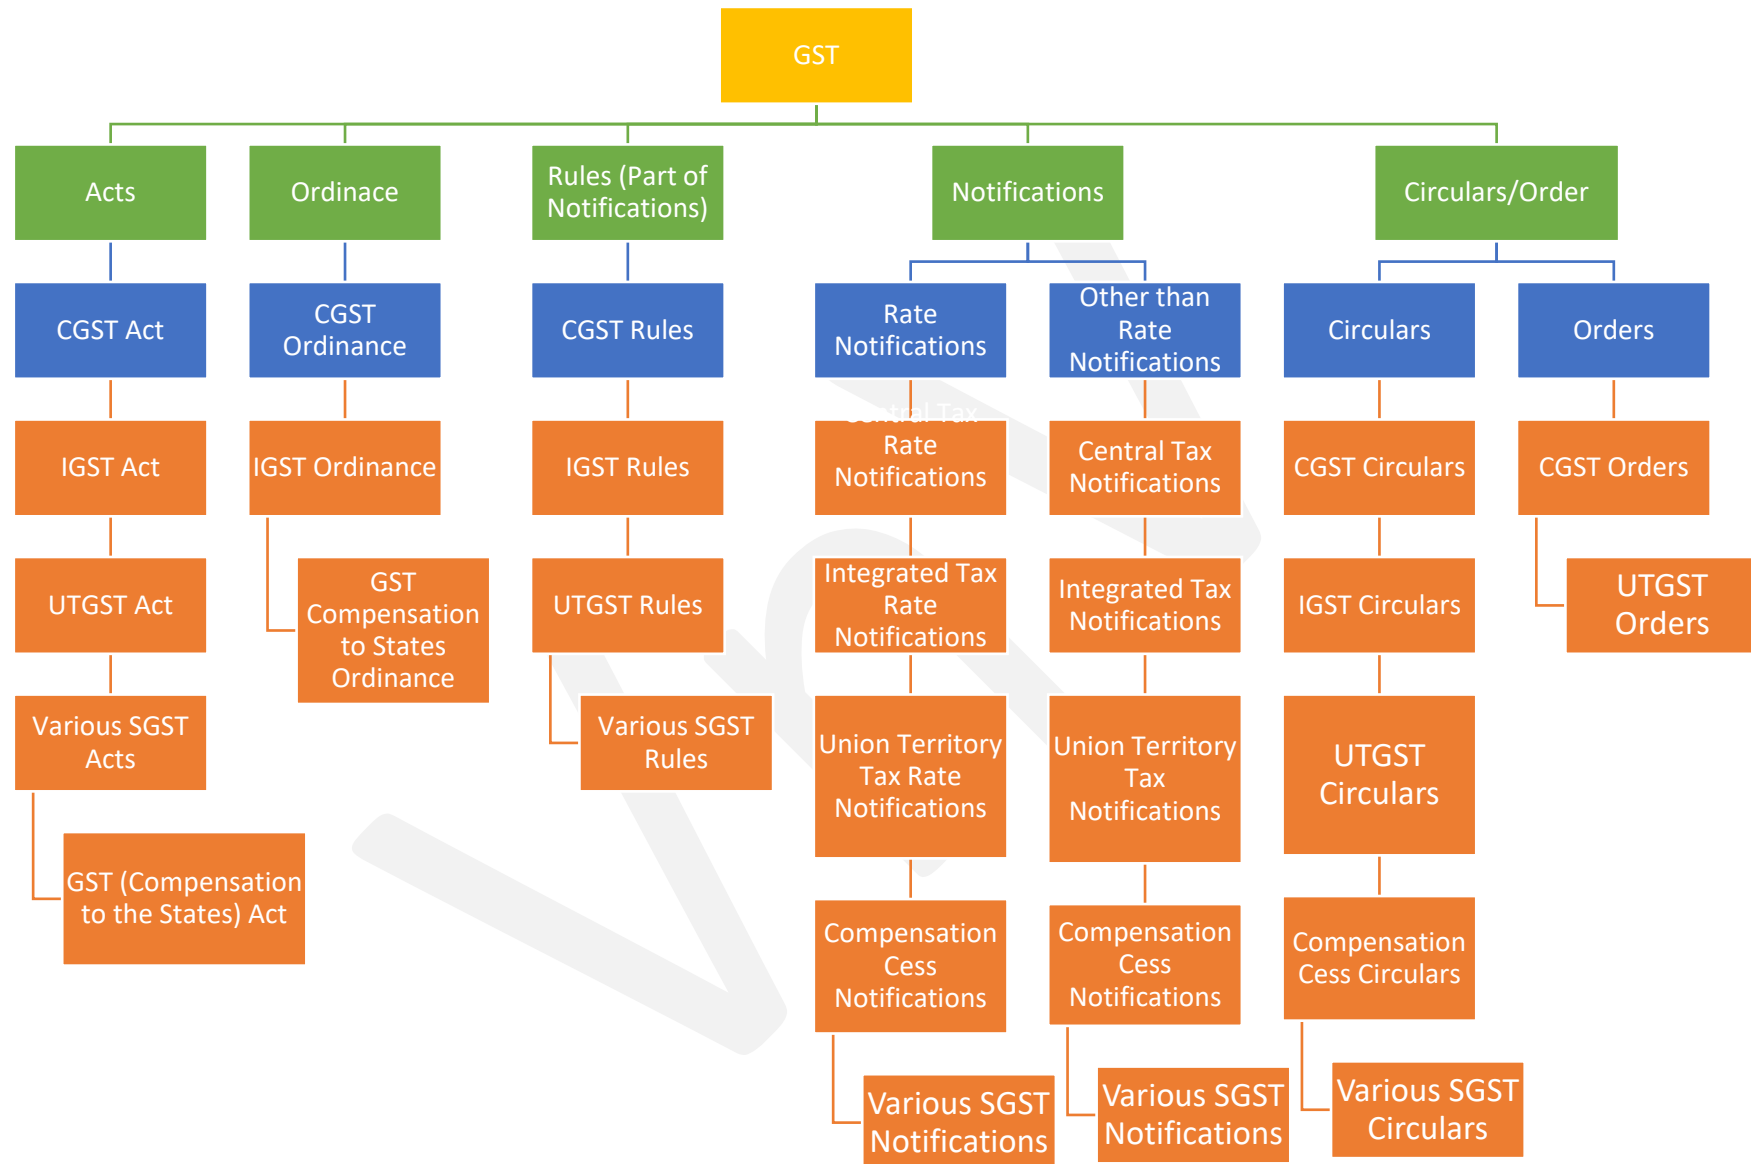 GST
Acts
Ordinace
Rules (Part of
Notifications)
Notifications
Circulars/Order
CGST Act
CGST
Ordinance
CGST Rules
Rate
Notifications
Other than
Rate
Notifications
Circulars
Orders
IGST Act
IGST Ordinance
IGST Rules
Central Tax
Rate
Notifications
Central Tax
Notifications
CGST Circulars
CGST Orders
UTGST Act
GST
Compensation
to States
Ordinance
UTGST Rules
Integrated Tax
Rate
Notifications
Integrated Tax
Notifications
IGST Circulars
UTGST
Orders
Various SGST
Acts
Various SGST
Rules
Union Territory
Tax Rate
Notifications
Union Territory
Tax
Notifications
UTGST
Circulars
GST (Compensation
to the States) Act
Compensation
Cess
Notifications
Compensation
Cess
Notifications
Compensation
Cess Circulars
Various SGST
Notifications
Various SGST
Notifications
Various SGST
Circulars